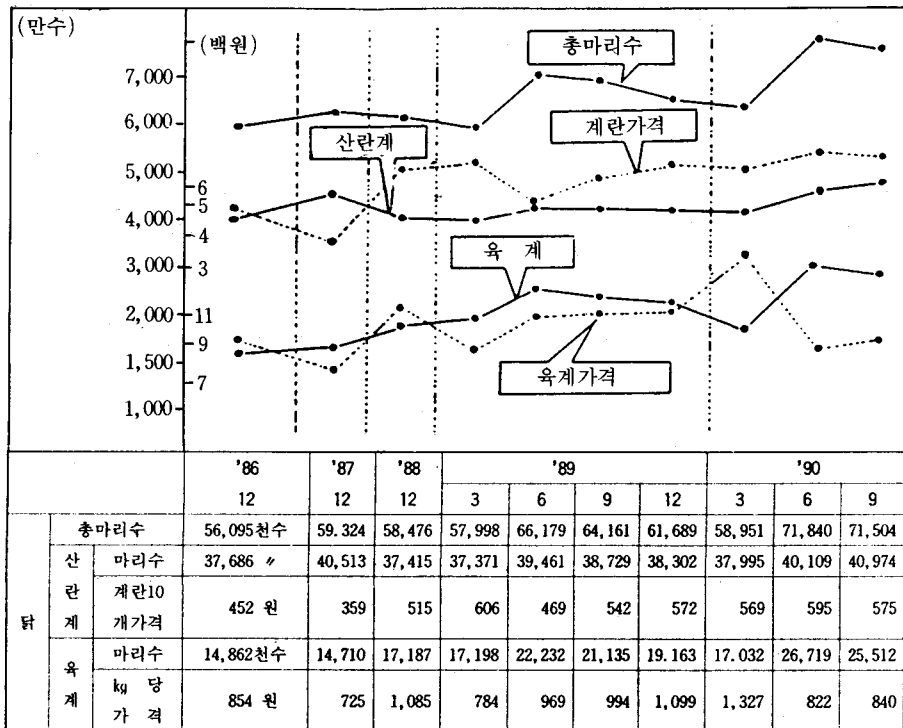 (만수)
(백원)
총마리수
7,000
6,000
산란계
계란가격
5,000
6
5
4,000
4
육 계
3,000
3
2,000
11
9
1,500
육계가격
7
1,000
'86 '87 '88 '89 '90
12 12 12 3 6 9 12 3 6 9
닭
총마리수 56,095천수 59.324 58,476 57,998 66,179 64,161 61,689 58,951 71,840 71,504
산란계 마리수 37,686 〃 40,513 37,415 37,371 39,461 38,729 38,302 37,995 40,109 40,974
계란10
개가격 452 원 359 515 606 469 542 572 569 595 575
육계 마리수 14,862천수 14,710 17,187 17,198 22,232 21,135 19.163 17.032 26,719 25,512
kg 당
가 격 854 원 725 1,085 784 969 994 1,099 1,327 822 840